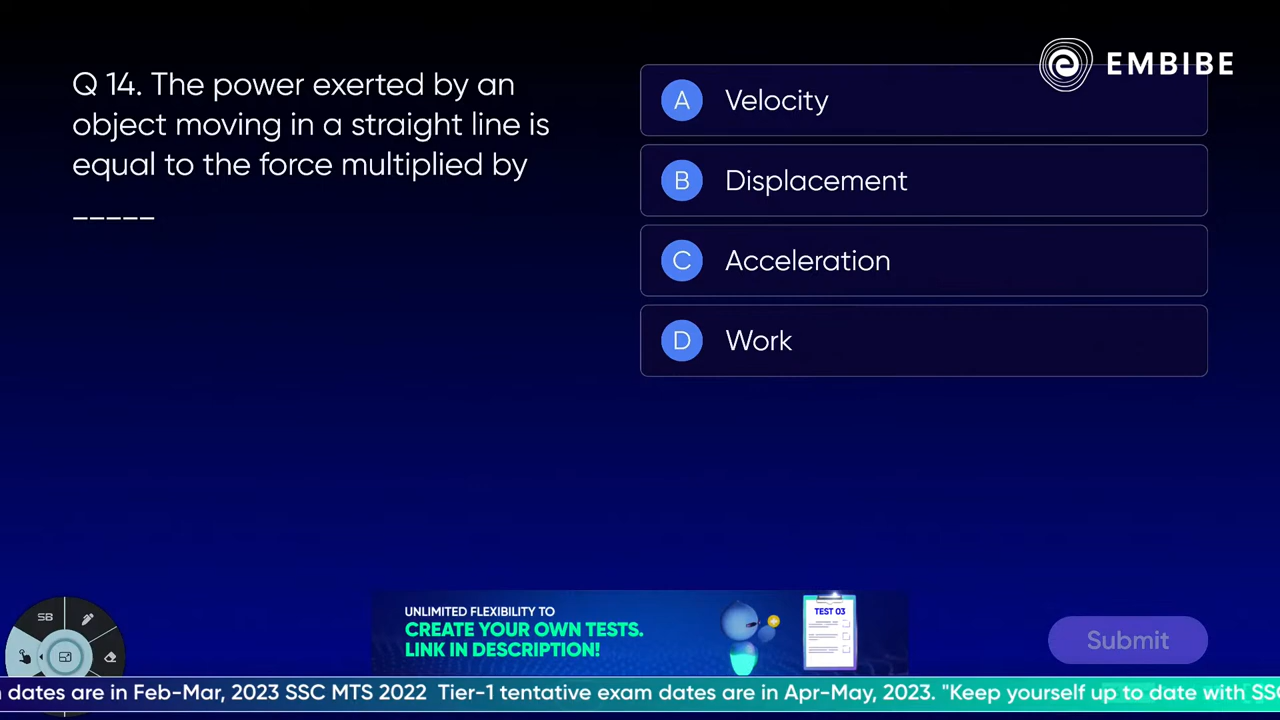 EMBIBE
Q 14. The power exerted by an
object moving in a straight line is
equal to the force multiplied by
_____
A Velocity
B Displacement
C Acceleration
D Work
SB
UNLIMITED FLEXIBILITY TO
CREATE YOUR OWN TESTS.
LINK IN DESCRIPTION!
TEST 03
Submit
dates are in Feb-Mar, 2023 SSC MTS 2022 Tier-1 tentative exam dates are in Apr-May, 2023. "Keep yourself up to date with